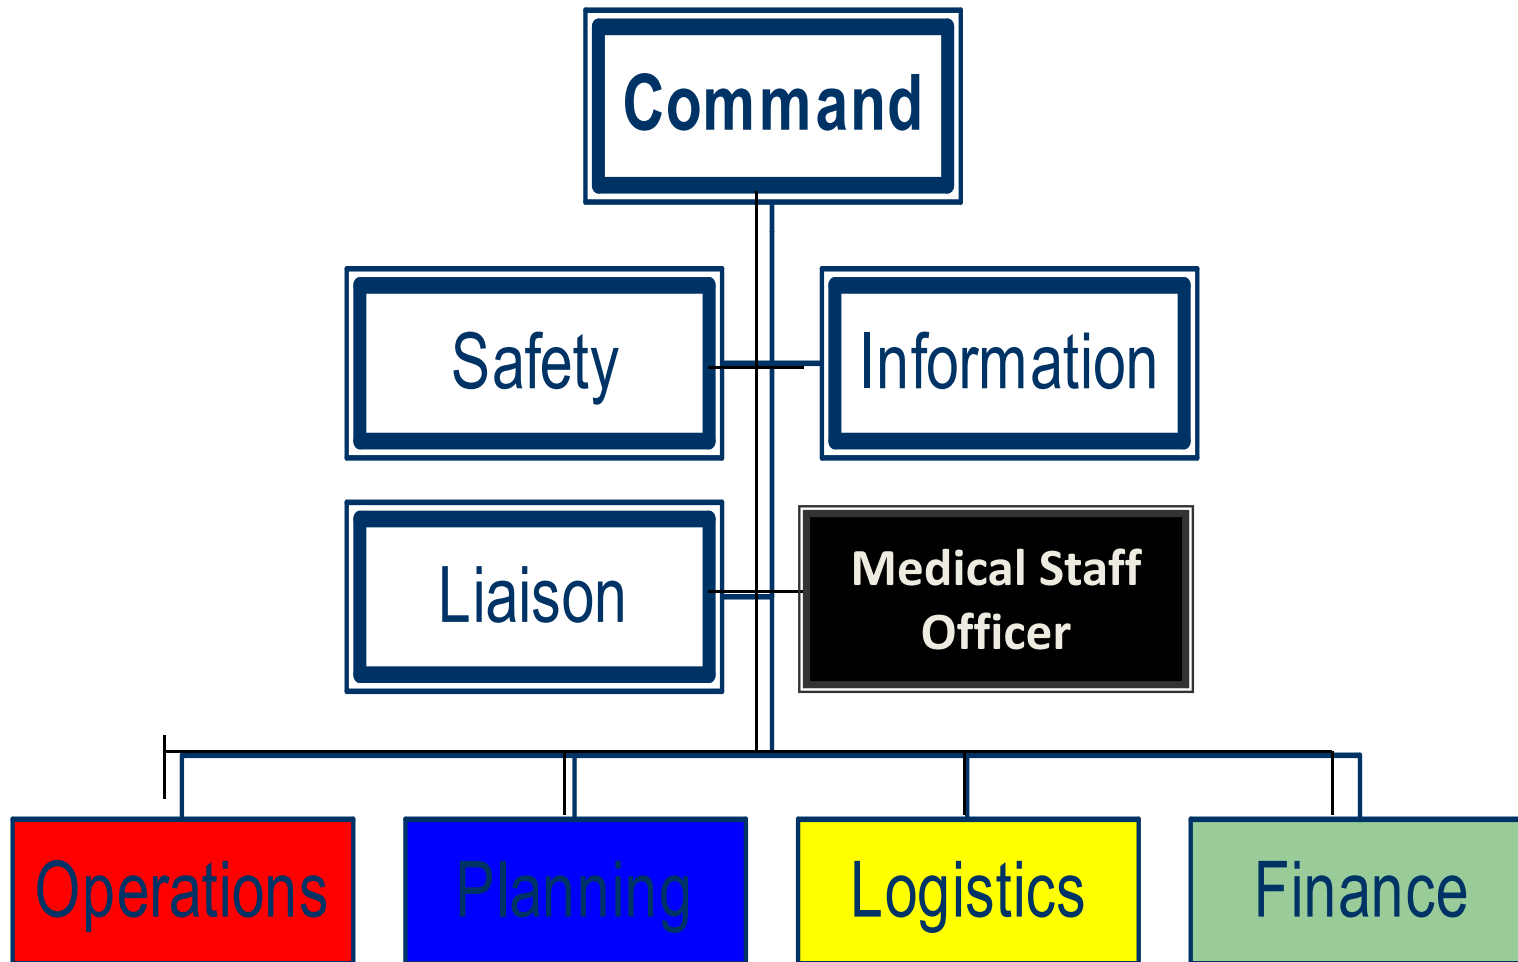 Command
Safety
Information
Liaison
Medical Staff
Officer
Operations
Planning
Logistics
Finance